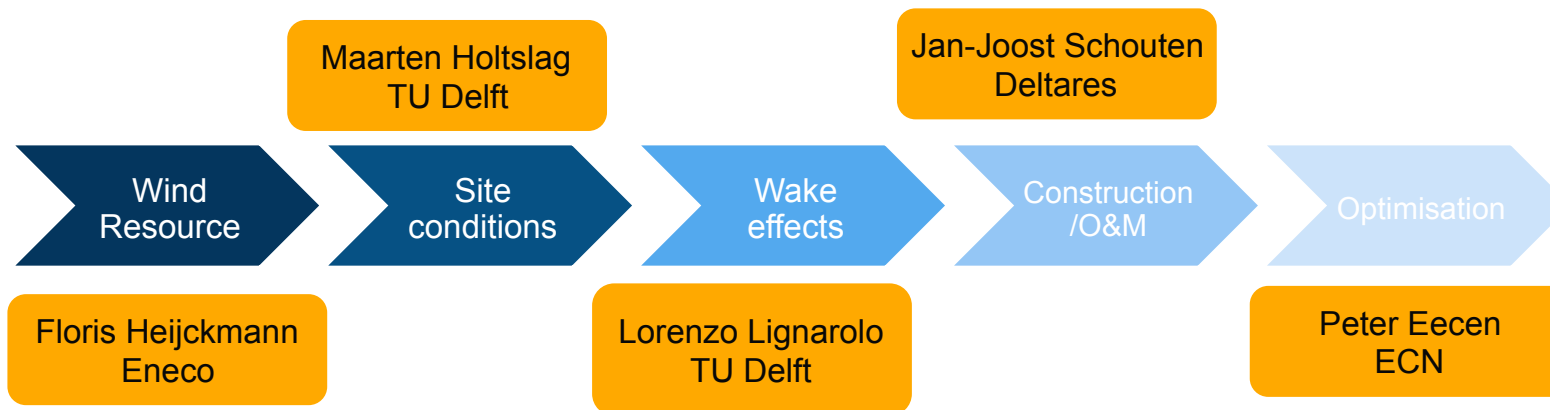 Maarten Holtslag
TU Delft
Jan-Joost Schouten
Deltares
Wind
Resource
Site
conditions
Wake
effects
Construction
/O&M
Optimisation
Floris Heijckmann
Eneco
Lorenzo Lignarolo
TU Delft
Peter Eecen
ECN